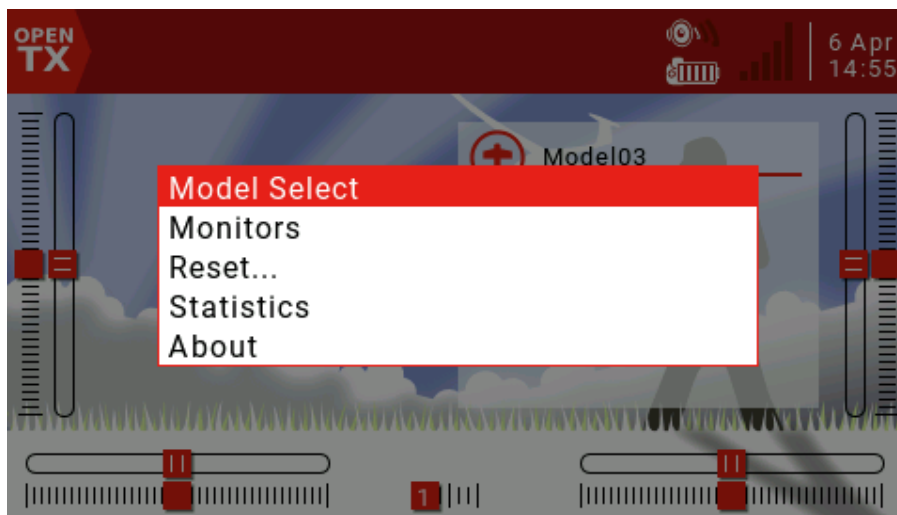 OPEN
TX
6 Apr
14:55
Model03
Model Select
Monitors
Reset...
Statistics
About
1